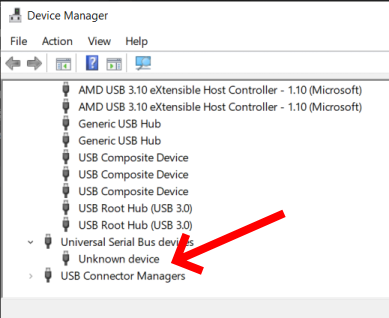 Device Manager
File Action View Help
AMD USB 3.10 eXtensible Host Controller - 1.10 (Microsoft)
AMD USB 3.10 eXtensible Host Controller - 1.10 (Microsoft)
Generic USB Hub
Generic USB Hub
USB Composite Device
USB Composite Device
USB Composite Device
USB Root Hub (USB 3.0)
USB Root Hub (USB 3.0)
Universal Serial Bus devices
Unknown device
USB Connector Managers